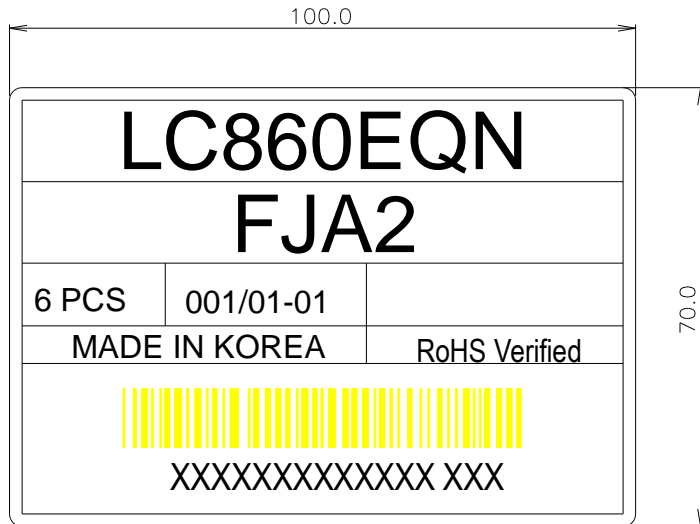 100.0
LC860EQN
FJA2
6 PCS
001/01-01
MADE IN KOREA
RoHS Verified
70.0
XXXXXXXXXXXXX XXX